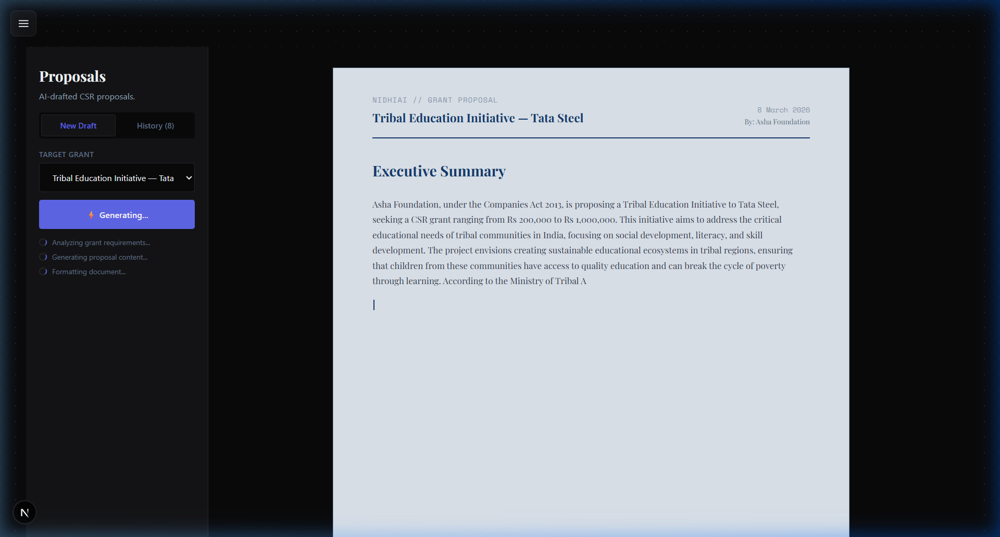 Proposals
AI-drafted CSR proposals.
New Draft
History (8)
TARGET GRANT
Tribal Education Initiative — Tata
Generating...
Analyzing grant requirements...
Generating proposal content...
Formatting document...
N
NIDHIAI // GRANT PROPOSAL
Tribal Education Initiative — Tata Steel
8 March 2026
By: Asha Foundation
Executive Summary
Asha Foundation, under the Companies Act 2013, is proposing a Tribal Education Initiative to Tata Steel,
seeking a CSR grant ranging from Rs 200,000 to Rs 1,000,000. This initiative aims to address the critical
educational needs of tribal communities in India, focusing on social development, literacy, and skill
development. The project envisions creating sustainable educational ecosystems in tribal regions, ensuring
that children from these communities have access to quality education and can break the cycle of poverty
through learning. According to the Ministry of Tribal A